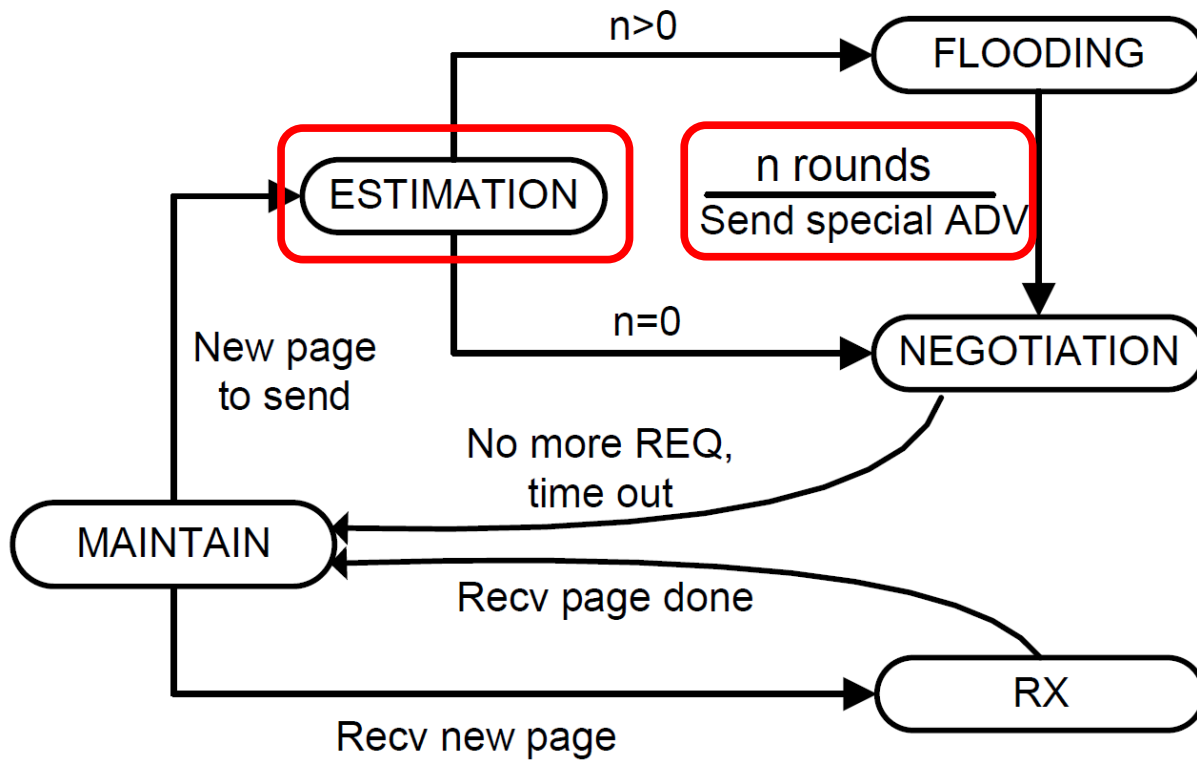 n>0
FLOODING
ESTIMATION
n rounds
Send special ADV
n=0
NEGOTIATION
New page
to send
No more REQ,
time out
MAINTAIN
Recv page done
RX
Recv new page